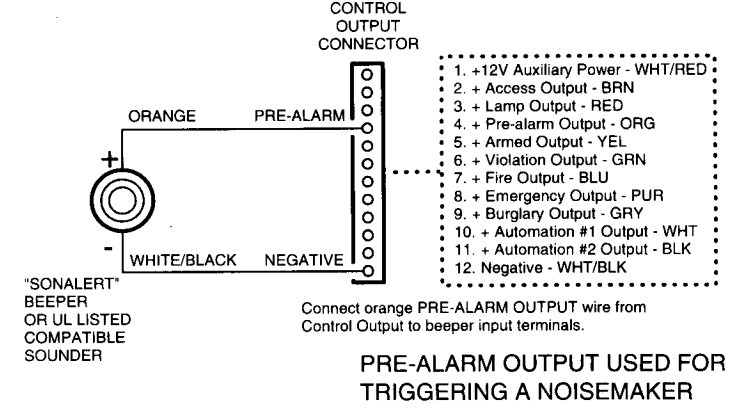 CONTROL
OUTPUT
CONNECTOR
1. +12V Auxiliary Power - WHT/RED
2. + Access Output - BRN
3. + Lamp Output - RED
4. + Pre-alarm Output - ORG
5. + Armed Output - YEL
6. + Violation Output - GRN
7. + Fire Output - BLU
8. + Emergency Output - PUR
9. + Burglary Output - GRY
10. + Automation #1 Output - WHT
11. + Automation #2 Output - BLK
12. Negative - WHT/BLK
ORANGE
PRE-ALARM
+
-
WHITE/BLACK
NEGATIVE
"SONALERT"
BEEPER
OR UL LISTED
COMPATIBLE
SOUNDER
Connect orange PRE-ALARM OUTPUT wire from
Control Output to beeper input terminals.
PRE-ALARM OUTPUT USED FOR
TRIGGERING A NOISEMAKER